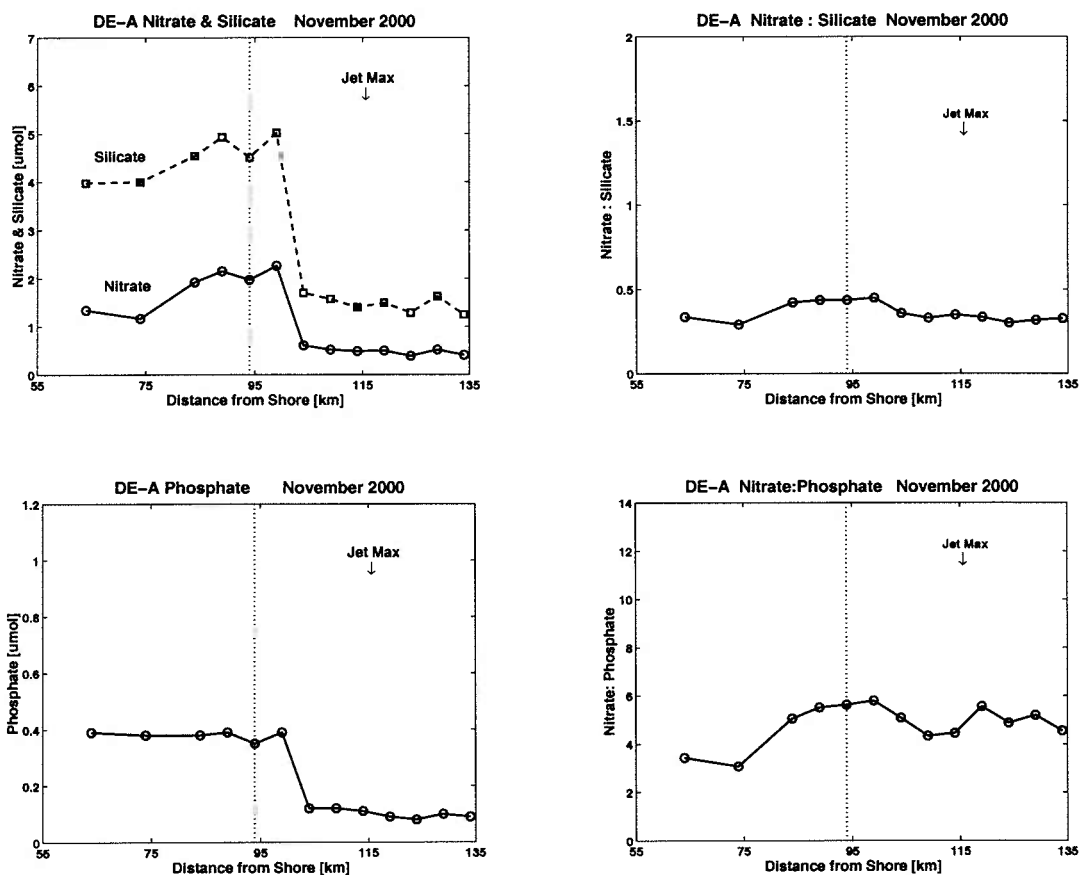 DE-A Nitrate & Silicate November 2000
7
6
5
4
3
2
1
0
Nitrate & Silicate [umol]
Jet Max
↓
Silicate
Nitrate
55
75
95
115
135
Distance from Shore [km]
DE-A Nitrate : Silicate November 2000
2
1.5
1
0.5
0
Nitrate : Silicate
Jet Max
↓
55
75
95
115
135
Distance from Shore [km]
DE-A Phosphate November 2000
1.2
1
0.8
0.6
0.4
0.2
0
Phosphate [umol]
Jet Max
↓
55
75
95
115
135
Distance from Shore [km]
DE-A Nitrate:Phosphate November 2000
14
12
10
8
6
4
2
0
Nitrate: Phosphate
Jet Max
↓
55
75
95
115
135
Distance from Shore [km]